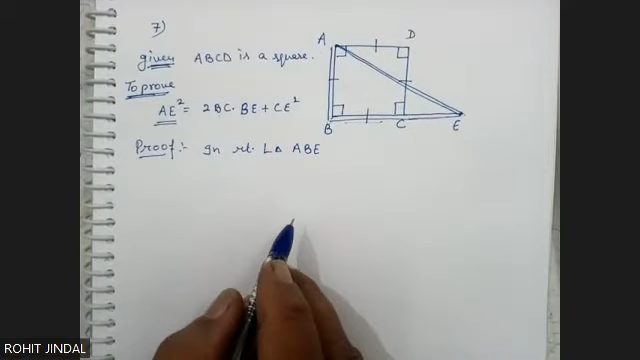 7)
given ABCD is a square.
To prove
AE² = 2BC·BE + CE²
Proof:- In rt. L∆ ABE
A
D
B
C
E
ROHIT JINDAL